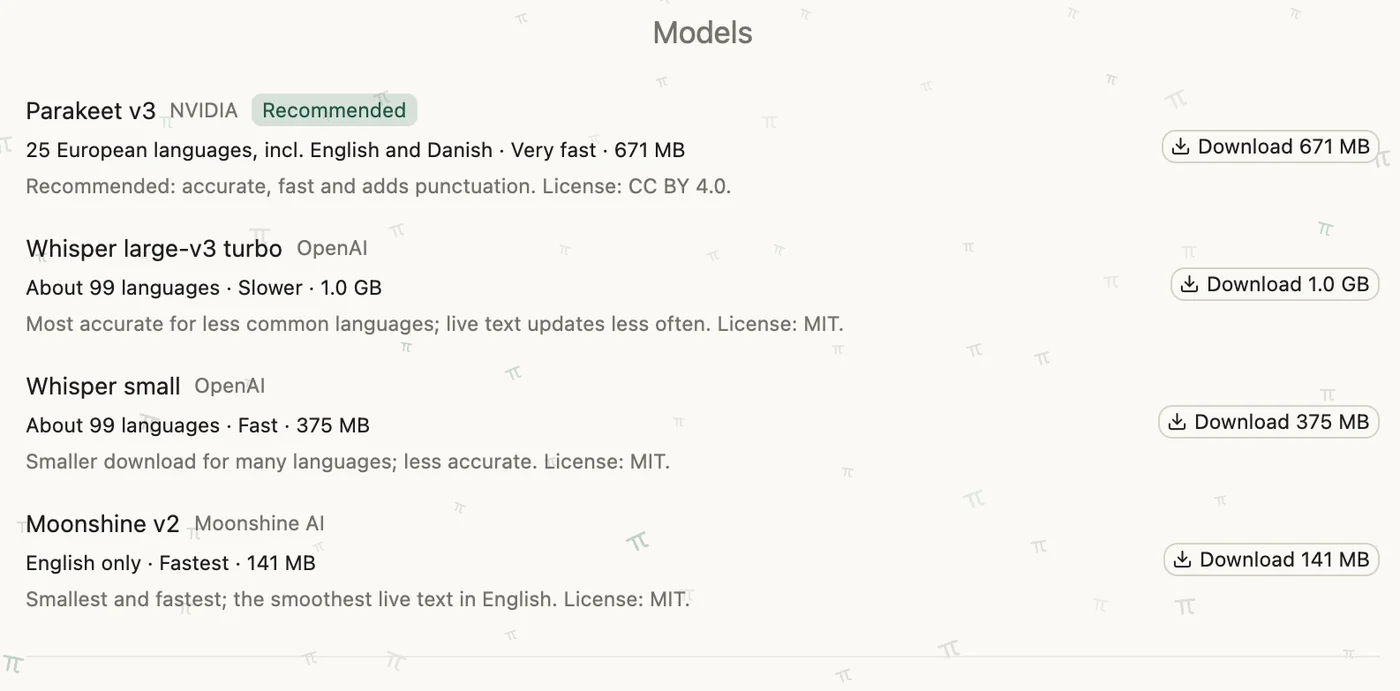 Models
Parakeet v3 NVIDIA Recommended
25 European languages, incl. English and Danish · Very fast · 671 MB
Download 671 MB
Recommended: accurate, fast and adds punctuation. License: CC BY 4.0.
Whisper large-v3 turbo OpenAI
About 99 languages · Slower · 1.0 GB
Download 1.0 GB
Most accurate for less common languages; live text updates less often. License: MIT.
Whisper small OpenAI
About 99 languages · Fast · 375 MB
Download 375 MB
Smaller download for many languages; less accurate. License: MIT.
Moonshine v2 Moonshine AI
English only · Fastest · 141 MB
Download 141 MB
Smallest and fastest; the smoothest live text in English. License: MIT.